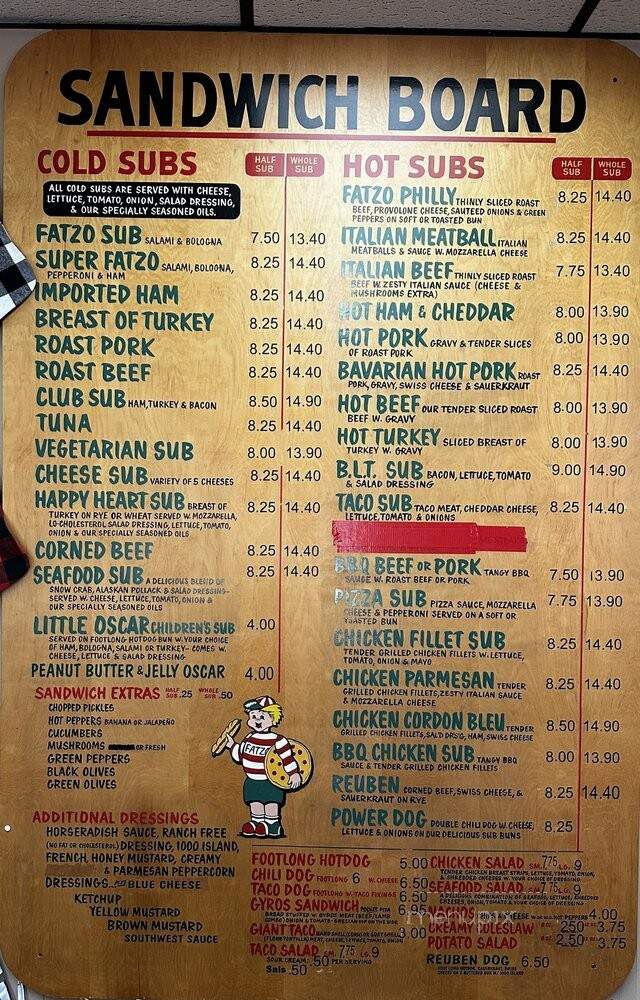 SANDWICH BOARD
COLD SUBS
HALF SUB WHOLE SUB
ALL COLD SUBS ARE SERVED WITH CHEESE,
LETTUCE, TOMATO, ONION, SALAD DRESSING,
& OUR SPECIALLY SEASONED OILS.
FATZO SUB SALAMI & BOLOGNA 7.50 13.40
SUPER FATZO SALAMI, BOLOGNA, 8.25 14.40
PEPPERONI & HAM
IMPORTED HAM 8.25 14.40
BREAST OF TURKEY 8.25 14.40
ROAST PORK 8.25 14.40
ROAST BEEF 8.25 14.40
CLUB SUB HAM, TURKEY & BACON 8.50 14.90
TUNA 8.25 14.40
VEGETARIAN SUB 8.00 13.90
CHEESE SUB VARIETY OF 5 CHEESES 8.25 14.40
HAPPY HEART SUB BREAST OF 8.25 14.40
TURKEY ON RYE OR WHEAT SERVED W. MOZZARELLA,
LO-CHOLESTEROL SALAD DRESSING, LETTUCE, TOMATO,
ONION & OUR SPECIALLY SEASONED OILS
CORNED BEEF 8.25 14.40
SEAFOOD SUB A DELICIOUS BLEND OF 8.25 14.40
SNOW CRAB, ALASKAN POLLACK & SALAD DRESSING-
SERVED W. CHEESE, LETTUCE, TOMATO, ONION &
OUR SPECIALLY SEASONED OILS
LITTLE OSCAR CHILDREN'S SUB 4.00
SERVED ON FOOTLONG HOTDOG BUN W. YOUR CHOICE
OF HAM, BOLOGNA, SALAMI OR TURKEY- COMES W.
CHEESE, LETTUCE & SALAD DRESSING
PEANUT BUTTER & JELLY OSCAR 4.00
SANDWICH EXTRAS HALF SUB .25 WHOLE SUB .50
CHOPPED PICKLES
HOT PEPPERS BANANA OR JALAPEÑO
CUCUMBERS
MUSHROOMS OR FRESH
GREEN PEPPERS
BLACK OLIVES
GREEN OLIVES
FATZO
ADDITIONAL DRESSINGS
HORSERADISH SAUCE, RANCH FREE
(NO FAT OR CHOLESTEROL) DRESSING, 1000 ISLAND,
FRENCH, HONEY MUSTARD, CREAMY
& PARMESAN PEPPERCORN
DRESSINGS... BLUE CHEESE
KETCHUP
YELLOW MUSTARD
BROWN MUSTARD
SOUTHWEST SAUCE
HOT SUBS
HALF SUB WHOLE SUB
FATZO PHILLY THINLY SLICED ROAST 8.25 14.40
BEEF, PROVOLONE CHEESE, SAUTEED ONIONS & GREEN
PEPPERS ON SOFT OR TOASTED BUN
ITALIAN MEATBALL ITALIAN 8.25 14.40
MEATBALLS & SAUCE W. MOZZARELLA CHEESE
ITALIAN BEEF THINLY SLICED ROAST 7.75 13.40
BEEF W. ZESTY ITALIAN SAUCE (CHEESE &
MUSHROOMS EXTRA)
HOT HAM & CHEDDAR 8.00 13.90
HOT PORK GRAVY & TENDER SLICES 8.00 13.90
OF ROAST PORK
BAVARIAN HOT PORK ROAST 8.25 14.40
PORK, GRAVY, SWISS CHEESE & SAUERKRAUT
HOT BEEF OUR TENDER SLICED ROAST 8.00 13.90
BEEF W. GRAVY
HOT TURKEY SLICED BREAST OF 8.00 13.90
TURKEY W. GRAVY
B.L.T. SUB BACON, LETTUCE, TOMATO 9.00 14.90
& SALAD DRESSING
TACO SUB TACO MEAT, CHEDDAR CHEESE, 8.25 14.40
LETTUCE, TOMATO & ONIONS
BBQ BEEF OR PORK TANGY BBQ 7.50 13.90
SAUCE W. ROAST BEEF OR PORK
PIZZA SUB PIZZA SAUCE, MOZZARELLA 7.75 13.90
CHEESE & PEPPERONI SERVED ON A SOFT OR
TOASTED BUN
CHICKEN FILLET SUB 8.25 14.40
TENDER GRILLED CHICKEN FILLETS W. LETTUCE,
TOMATO, ONION & MAYO
CHICKEN PARMESAN TENDER 8.25 14.40
GRILLED CHICKEN FILLETS, ZESTY ITALIAN SAUCE
& MOZZARELLA CHEESE
CHICKEN CORDON BLEU TENDER 8.50 14.90
GRILLED CHICKEN FILLETS, SAL'D DRS'G, HAM, SWISS CHEESE
BBQ CHICKEN SUB TANGY BBQ 8.00 13.90
SAUCE & TENDER GRILLED CHICKEN FILLETS
REUBEN CORNED BEEF, SWISS CHEESE, & 8.25 14.40
SAUERKRAUT ON RYE
POWER DOG DOUBLE CHILI DOG W. CHEESE, 8.25
LETTUCE & ONIONS ON OUR DELICIOUS SUB BUNS
FOOTLONG HOTDOG 5.00
CHILI DOG FOOTLONG 6 W. CHEESE 6.50
TACO DOG FOOTLONG W. TACO FIXINGS 6.50
GYROS SANDWICH 6.95
GIANT TACO 3.00
TACO SALAD SM. 7.75 LG. 9
SOUR CREAM .50 PER SERVING
Sals .50
CHICKEN SALAD SM. 7.75 LG. 9
TENDER CHICKEN BREAST STRIPS, LETTUCE, TOMATO, ONION,
& SHREDDED CHEESES W. YOUR CHOICE OF DRESSING
SEAFOOD SALAD SM. 7.75 LG. 9
NACHOS 4.00
CREAMY COLESLAW 2.50 3.75
POTATO SALAD 2.50 3.75
REUBEN DOG 6.50
menupix